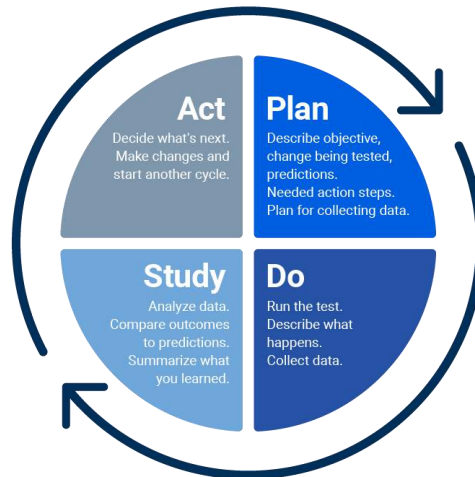 Act
Decide what's next.
Make changes and
start another cycle.
Plan
Describe objective,
change being tested,
predictions.
Needed action steps.
Plan for collecting data.
Study
Analyze data.
Compare outcomes
to predictions.
Summarize what
you learned.
Do
Run the test.
Describe what
happens.
Collect data.